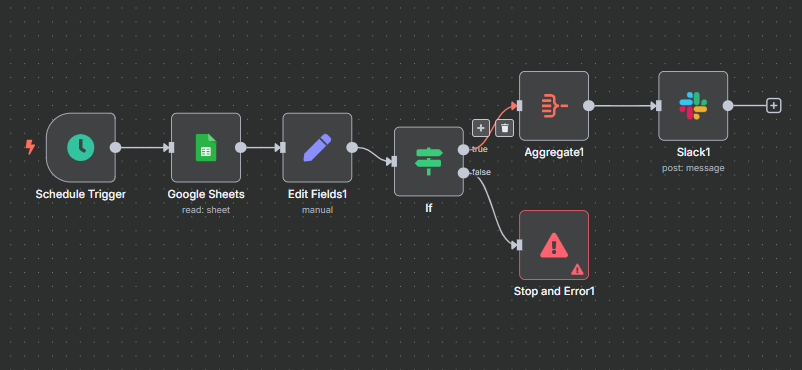 Schedule Trigger
Google Sheets
read: sheet
Edit Fields1
manual
If
true
false
Aggregate1
Slack1
post: message
Stop and Error1